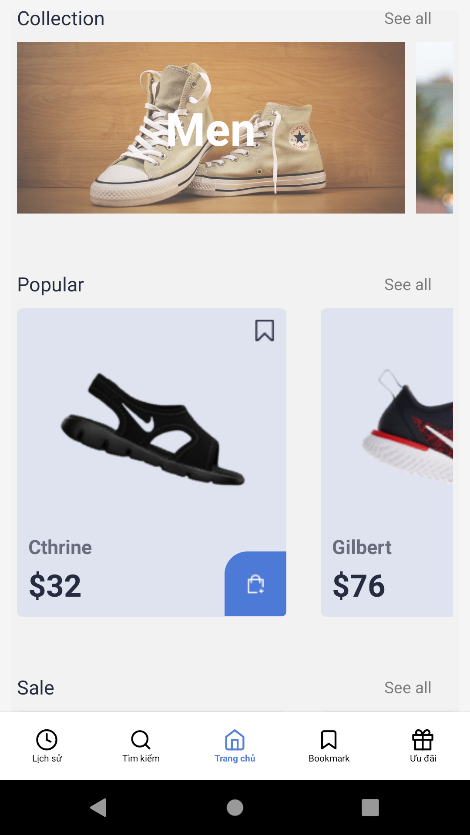 Collection
See all
Men
Popular
See all
Cthrine
$32
Gilbert
$76
Sale
See all
Lịch sử
Tìm kiếm
Trang chủ
Bookmark
Ưu đãi